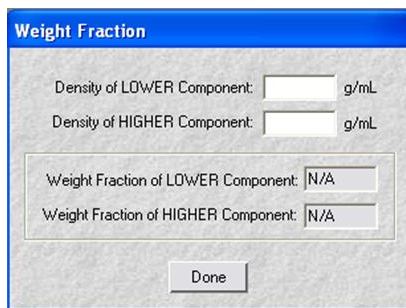 Weight Fraction
Density of LOWER Component: g/mL
Density of HIGHER Component: g/mL
Weight Fraction of LOWER Component: N/A
Weight Fraction of HIGHER Component: N/A
Done